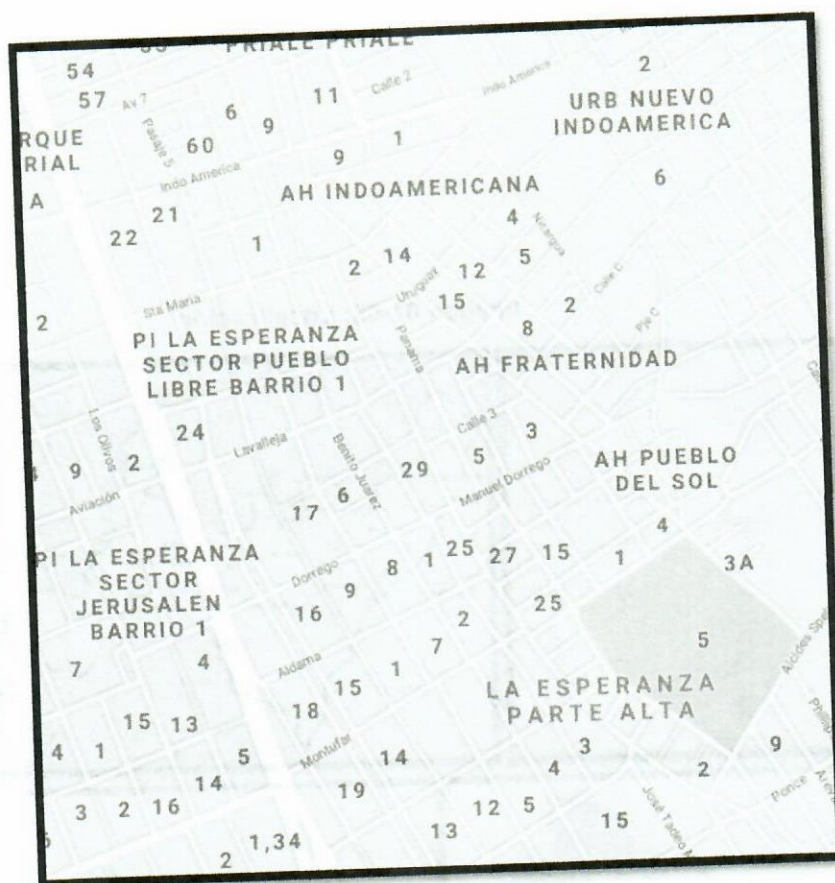 PRIALE PRIALE
54
57
Av 7
6
11
Calle 2
Indo America
2
URB NUEVO
INDOAMERICA
RQUE
RIAL
A
Pasaje 5
60
9
9
1
Indo America
AH INDOAMERICANA
6
22
21
1
4
Nicaragua
2
14
12
5
Uruguay
15
2
Calle C
Pje C
8
2
Sta Maria
PI LA ESPERANZA
SECTOR PUEBLO
LIBRE BARRIO 1
Panama
AH FRATERNIDAD
Los Olivos
24
Lavalleja
Calle 3
3
9
2
Benito Juarez
29
5
Manuel Dorrego
AH PUEBLO
DEL SOL
Aviación
17
6
4
PI LA ESPERANZA
SECTOR
JERUSALEN
BARRIO 1
Dorrego
9
8
1
25
27
15
1
3A
16
2
25
7
5
7
4
Aldama
15
1
LA ESPERANZA
PARTE ALTA
18
15
13
4
1
5
Montufar
14
3
4
2
9
14
19
3
2
16
12
5
José Tadeo M
Ponce
13
15
1,34
2